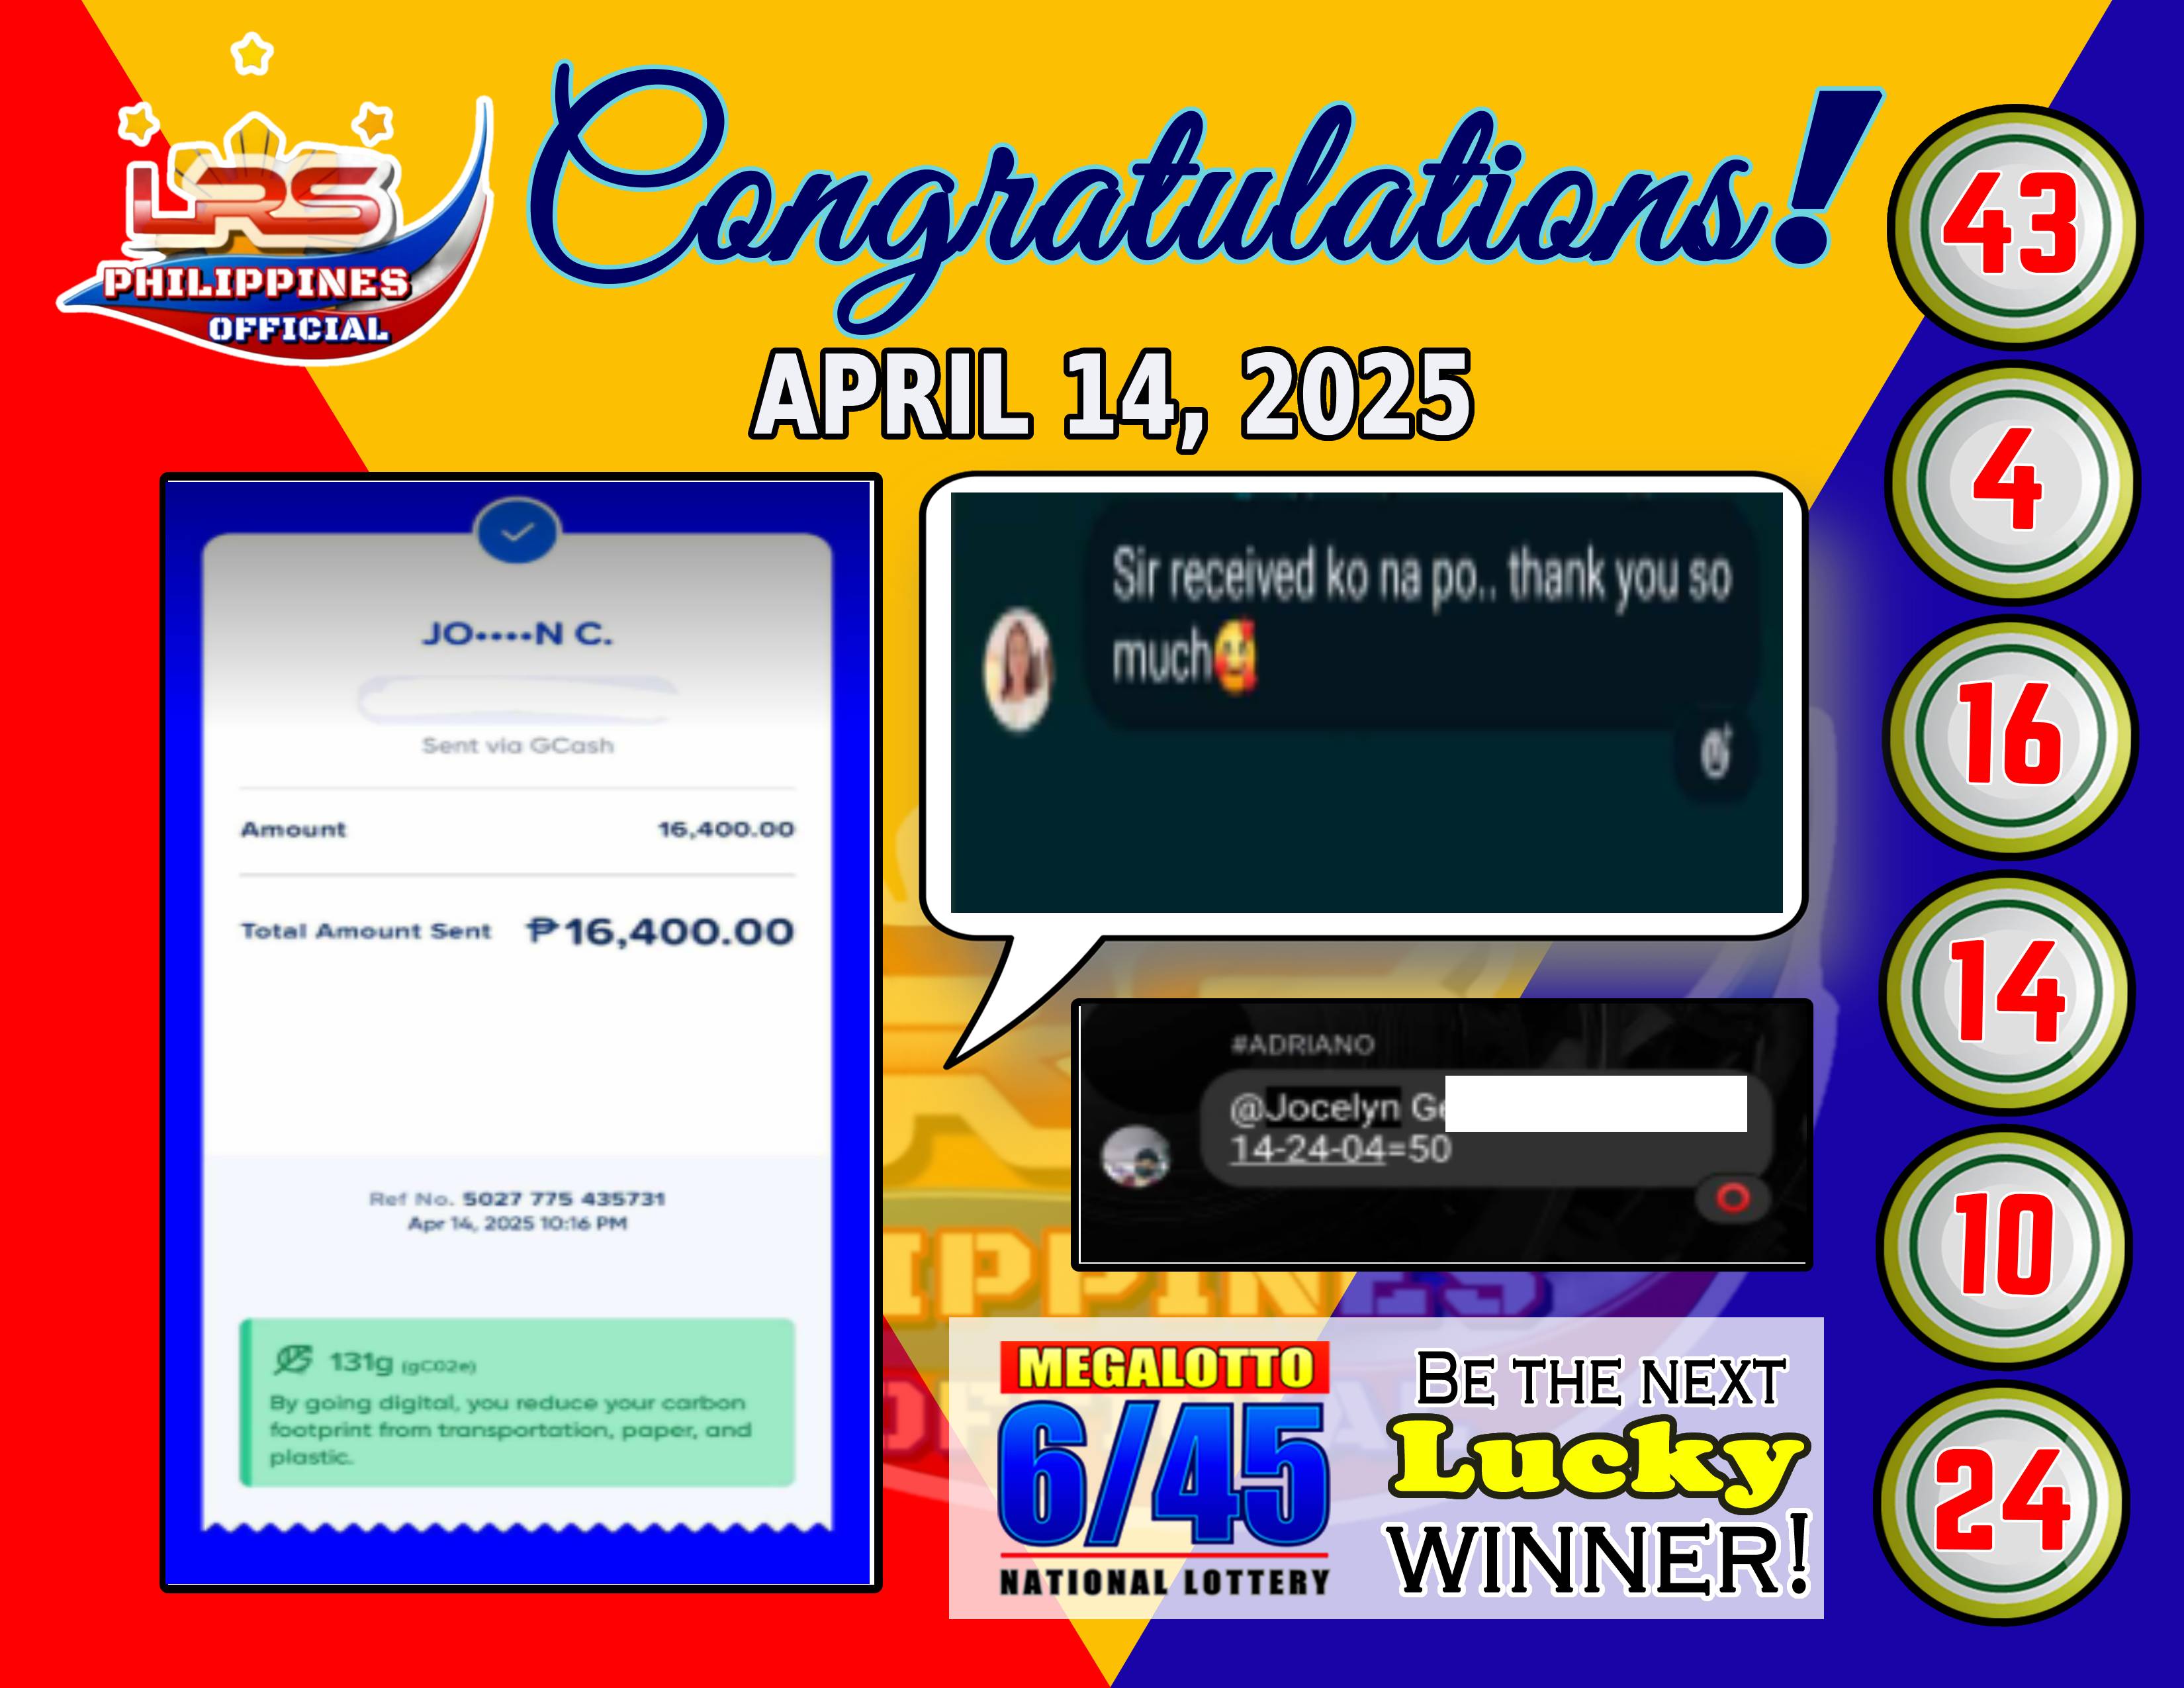 LRS
PHILIPPINES
OFFICIAL
Congratulations!
APRIL 14, 2025
JO••••N C.
Sent via GCash
Amount 16,400.00
Total Amount Sent ₱16,400.00
Ref No. 5027 775 435731
Apr 14, 2025 10:16 PM
131g (gCO2e)
By going digital, you reduce your carbon
footprint from transportation, paper, and
plastic.
Sir received ko na po.. thank you so
much🥰
#ADRIANO
@Jocelyn Ge
14-24-04=50
MEGALOTTO
6/45
NATIONAL LOTTERY
BE THE NEXT
Lucky
WINNER!
43
4
16
14
10
24